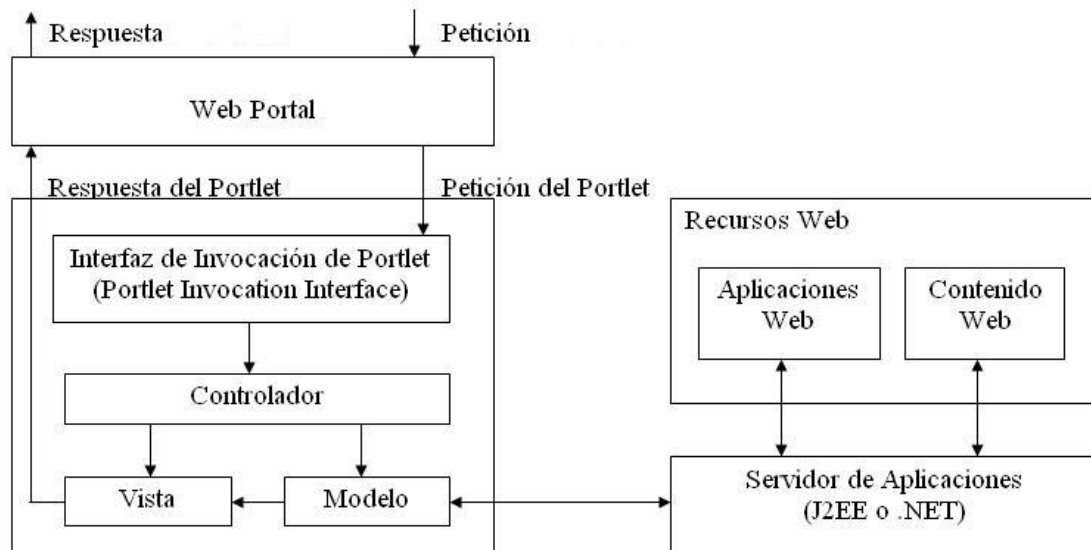 Respuesta
Petición
Web Portal
Respuesta del Portlet
Petición del Portlet
Interfaz de Invocación de Portlet
(Portlet Invocation Interface)
Controlador
Vista
Modelo
Recursos Web
Aplicaciones
Web
Contenido
Web
Servidor de Aplicaciones
(J2EE o .NET)